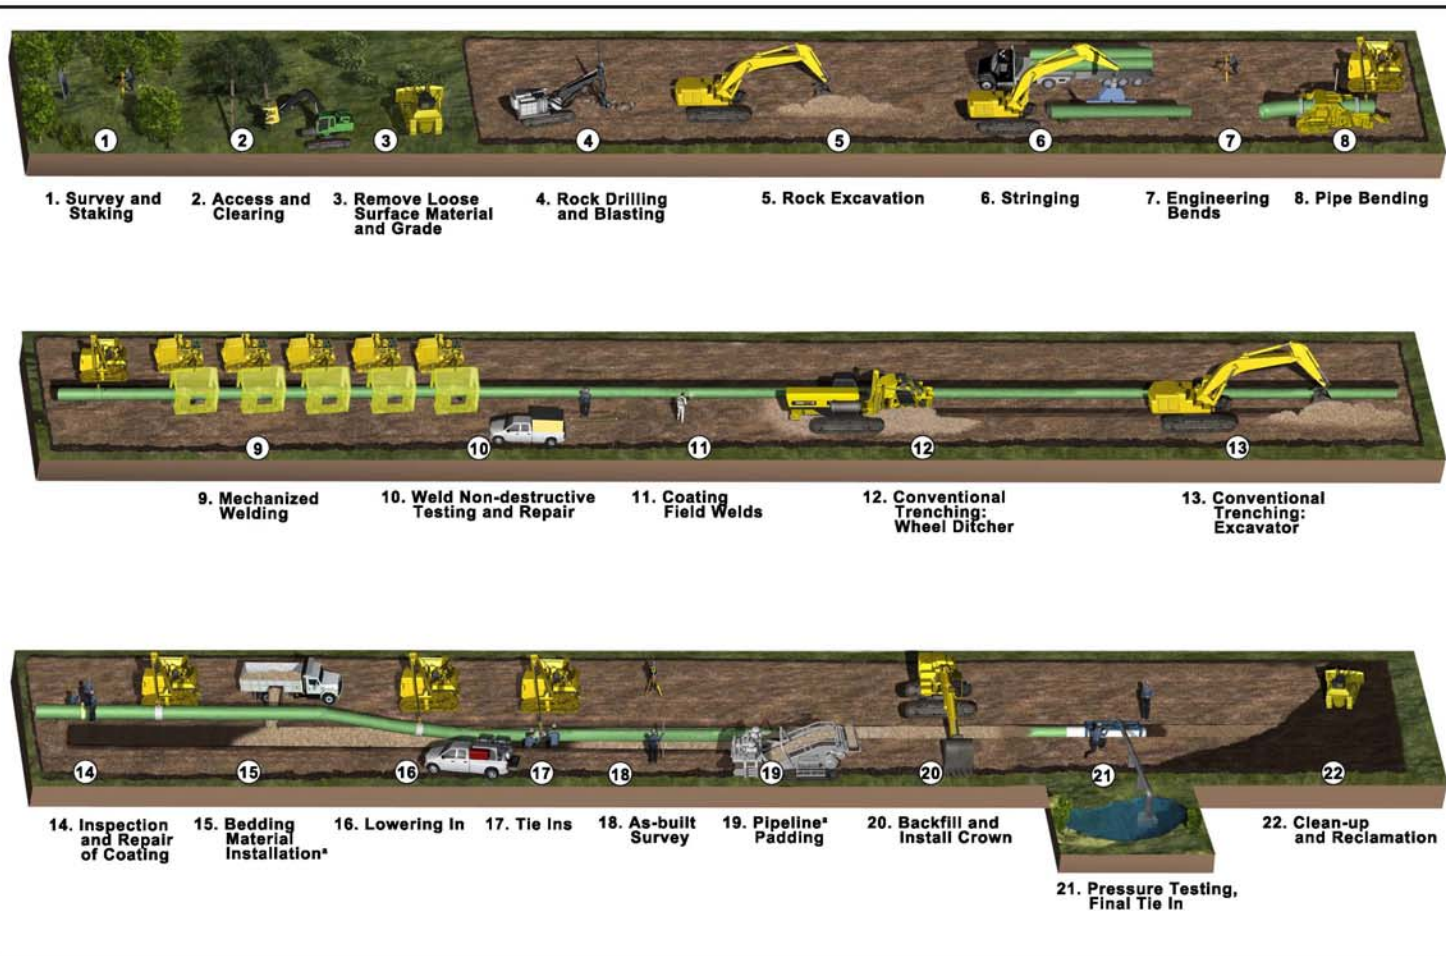 1
2
3
4
5
6
7
8
1. Survey and
Staking
2. Access and
Clearing
3. Remove Loose
Surface Material
and Grade
4. Rock Drilling
and Blasting
5. Rock Excavation
6. Stringing
7. Engineering
Bends
8. Pipe Bending
9
10
11
12
13
9. Mechanized
Welding
10. Weld Non-destructive
Testing and Repair
11. Coating
Field Welds
12. Conventional
Trenching:
Wheel Ditcher
13. Conventional
Trenching:
Excavator
14
15
16
17
18
19
20
21
22
14. Inspection
and Repair
of Coating
15. Bedding
Material
Installationª
16. Lowering In
17. Tie Ins
18. As-built
Survey
19. Pipelineª
Padding
20. Backfill and
Install Crown
21. Pressure Testing,
Final Tie In
22. Clean-up
and Reclamation